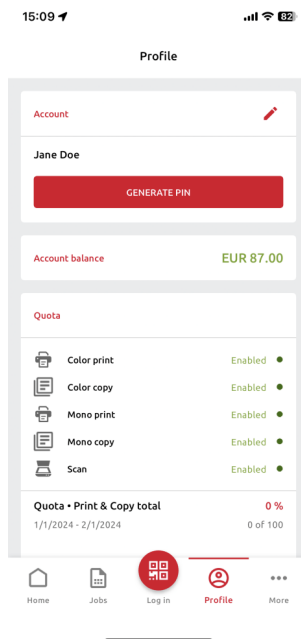 15:09
82
Profile
Account
Jane Doe
GENERATE PIN
Account balance EUR 87.00
Quota
Color print Enabled
Color copy Enabled
Mono print Enabled
Mono copy Enabled
Scan Enabled
Quota • Print & Copy total 0 %
1/1/2024 - 2/1/2024 0 of 100
Home Jobs Log in Profile More